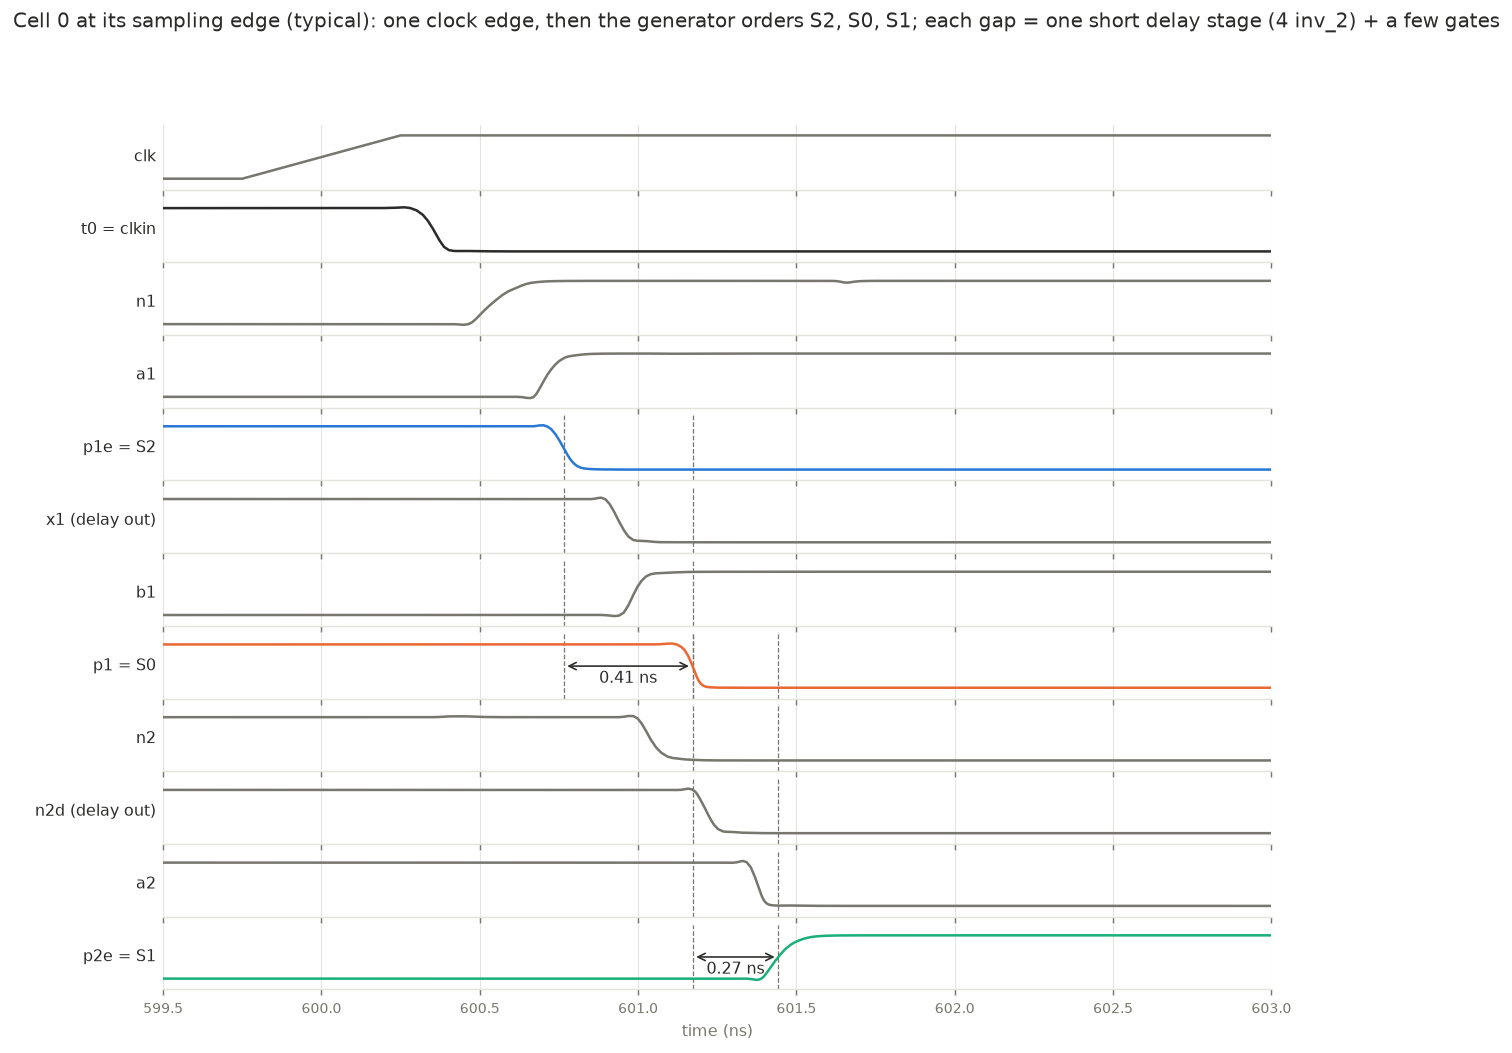 Cell 0 at its sampling edge (typical): one clock edge, then the generator orders S2, S0, S1; each gap = one short delay stage (4 inv_2) + a few gates
clk
t0 = clkin
n1
a1
p1e = S2
x1 (delay out)
b1
p1 = S0
0.41 ns
n2
n2d (delay out)
a2
p2e = S1
0.27 ns
599.5 600.0 600.5 601.0 601.5 602.0 602.5 603.0
time (ns)